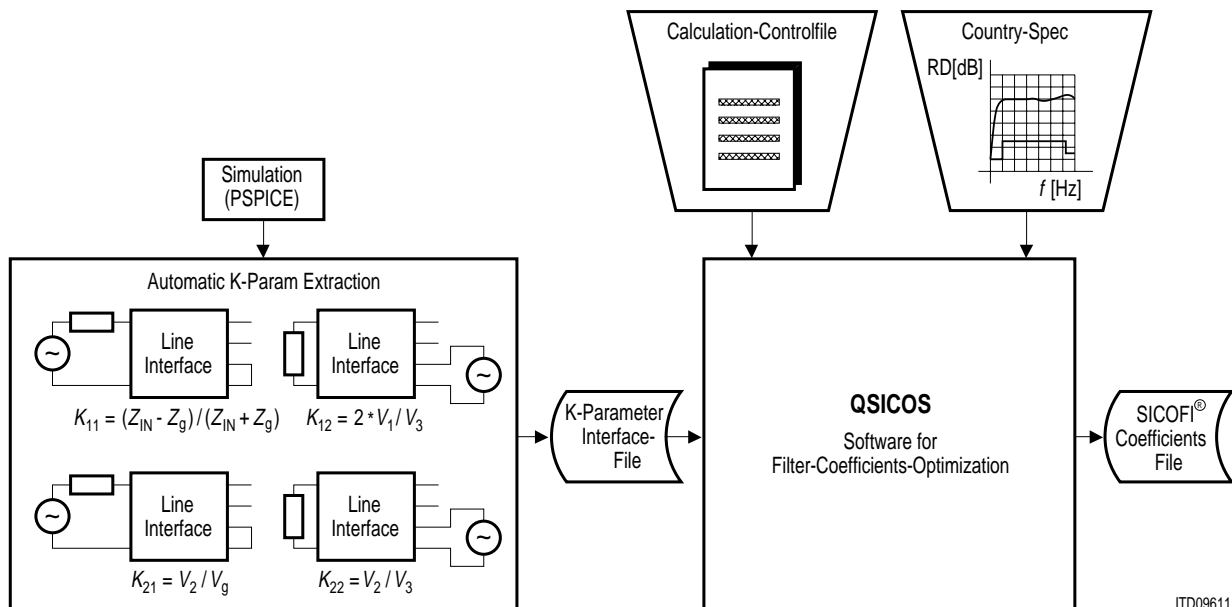 Calculation-Controlfile
Country-Spec
RD[dB]
f [Hz]
Simulation
(PSPICE)
Automatic K-Param Extraction
Line
Interface
~
K11 = (ZIN - Zg) / (ZIN + Zg)
Line
Interface
~
K12 = 2 * V1 / V3
Line
Interface
~
K21 = V2 / Vg
Line
Interface
~
K22 = V2 / V3
K-Parameter
Interface-
File
QSICOS
Software for
Filter-Coefficients-Optimization
SICOFI®
Coefficients
File
ITD09611